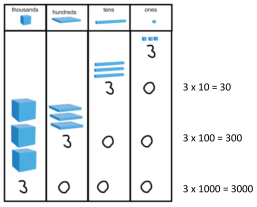 thousands hundreds tens ones
3
3 0 3 x 10 = 30
3 0 0 3 x 100 = 300
3 0 0 0 3 x 1000 = 3000